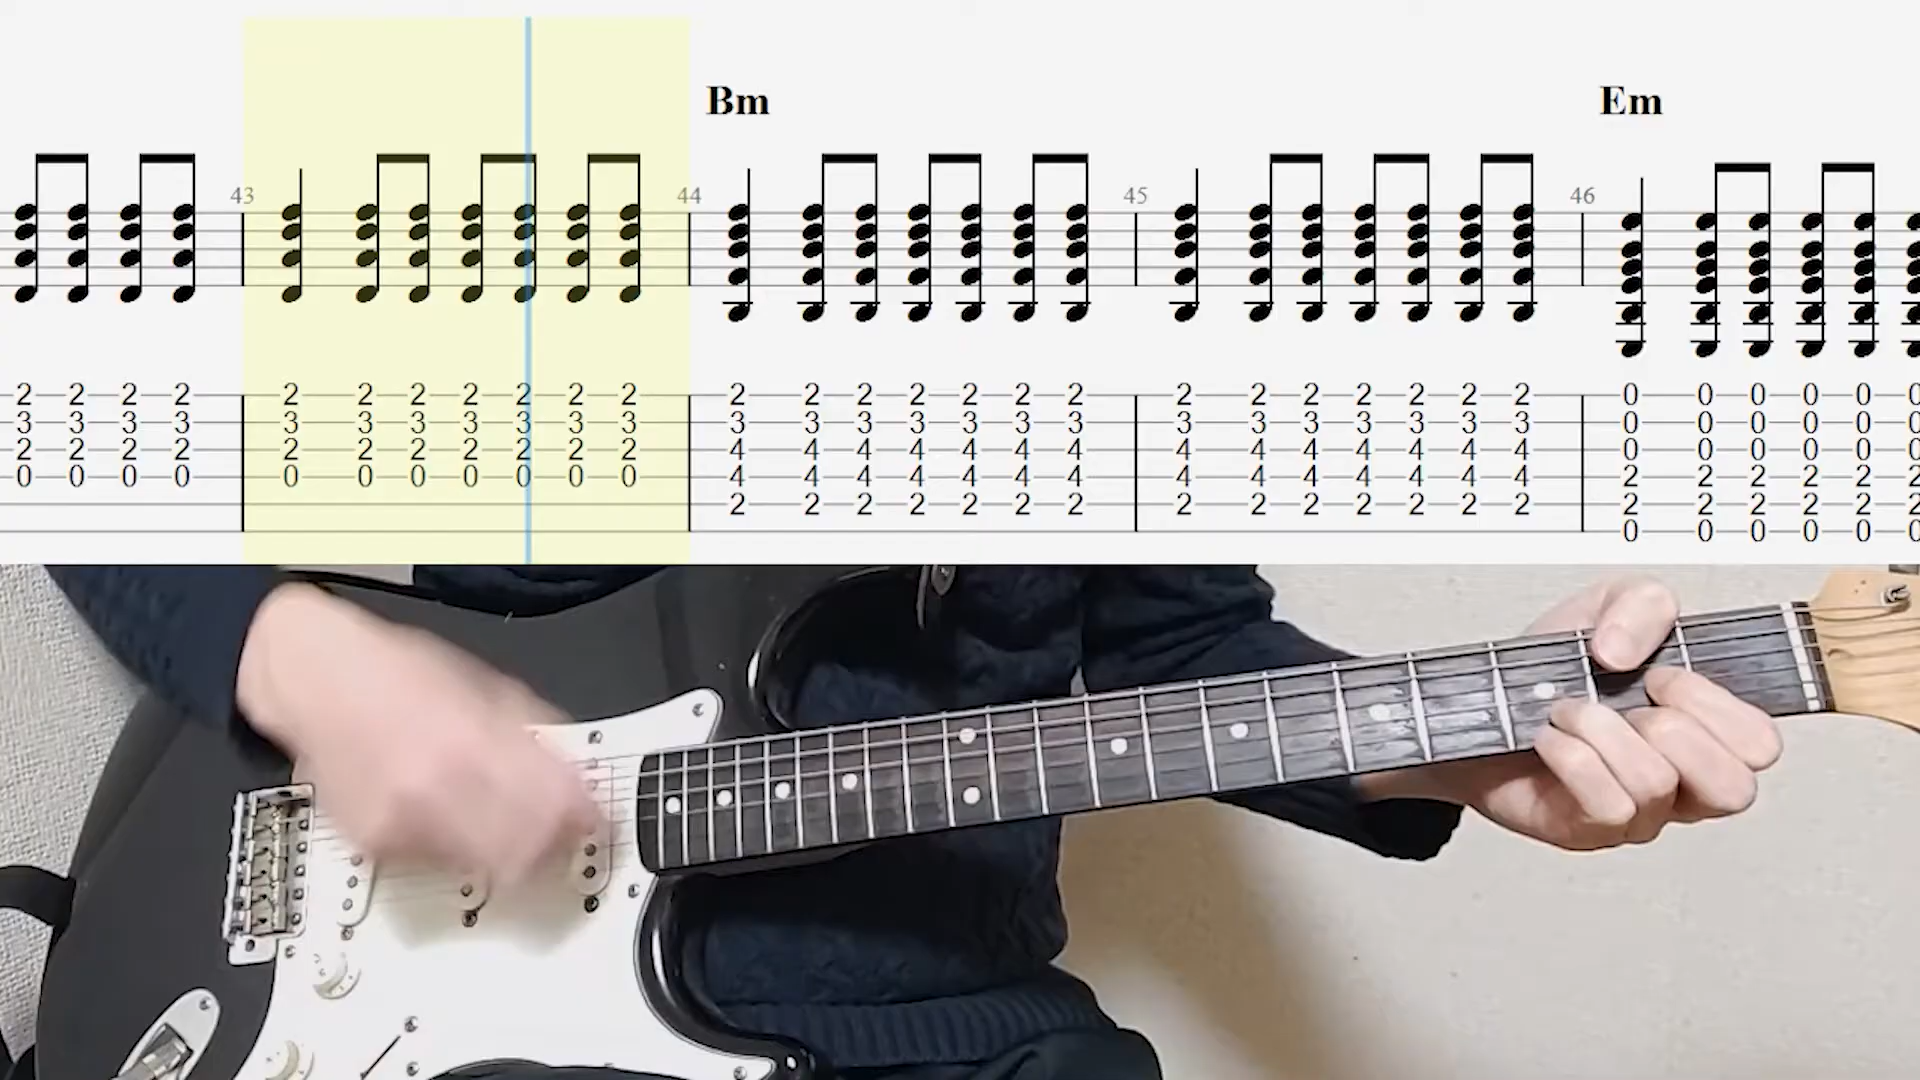 Bm Em
43 44 45 46
2 2 2 2 2 2 2 2 2 2 2 2 2 2 2 2 2 2 2 2 2 2 2 2 2 0 0 0 0 0 0
3 3 3 3 3 3 3 3 3 3 3 3 3 3 3 3 3 3 3 3 3 3 3 3 3 0 0 0 0 0 0
2 2 2 2 2 2 2 2 2 2 2 4 4 4 4 4 4 4 4 4 4 4 4 4 4 0 0 0 0 0 0
0 0 0 0 0 0 0 0 0 0 0 4 4 4 4 4 4 4 4 4 4 4 4 4 4 2 2 2 2 2 2
2 2 2 2 2 2 2 2 2 2 2 2 2 2 2 2 2 2 2 2
0 0 0 0 0 0